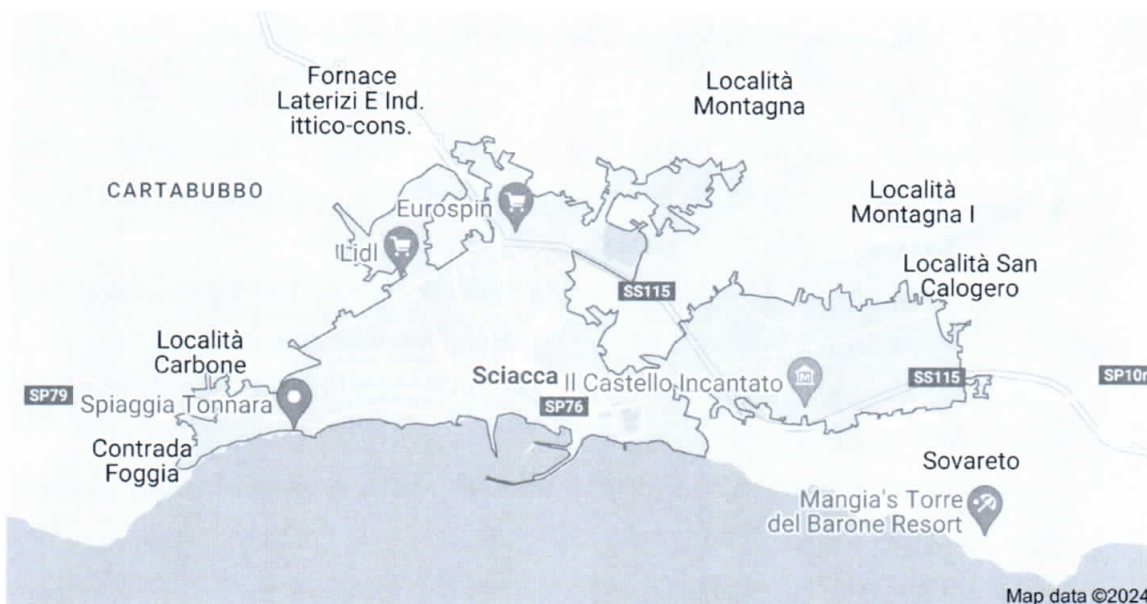 Fornace
Laterizi E Ind.
ittico-cons.
Località
Montagna
CARTABUBBO
Eurospin
Località
Montagna I
Lidl
Località San
Calogero
SS115
Località
Carbone
Sciacca
Il Castello Incantato
SS115
SP10
SP79
Spiaggia Tonnara
SP76
Contrada
Foggia
Sovareto
Mangia's Torre
del Barone Resort
Map data ©2024